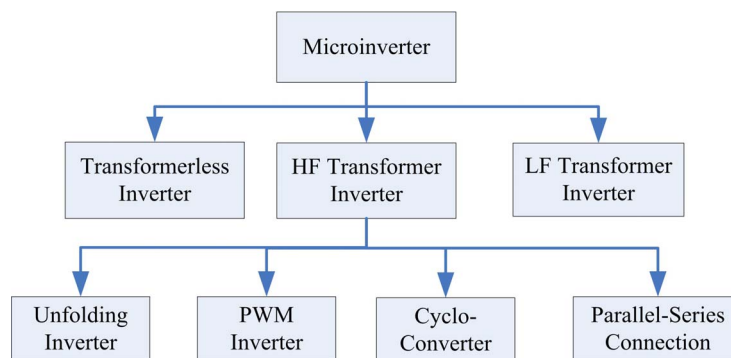 Microinverter
Transformerless
Inverter
HF Transformer
Inverter
LF Transformer
Inverter
Unfolding
Inverter
PWM
Inverter
Cyclo-
Converter
Parallel-Series
Connection